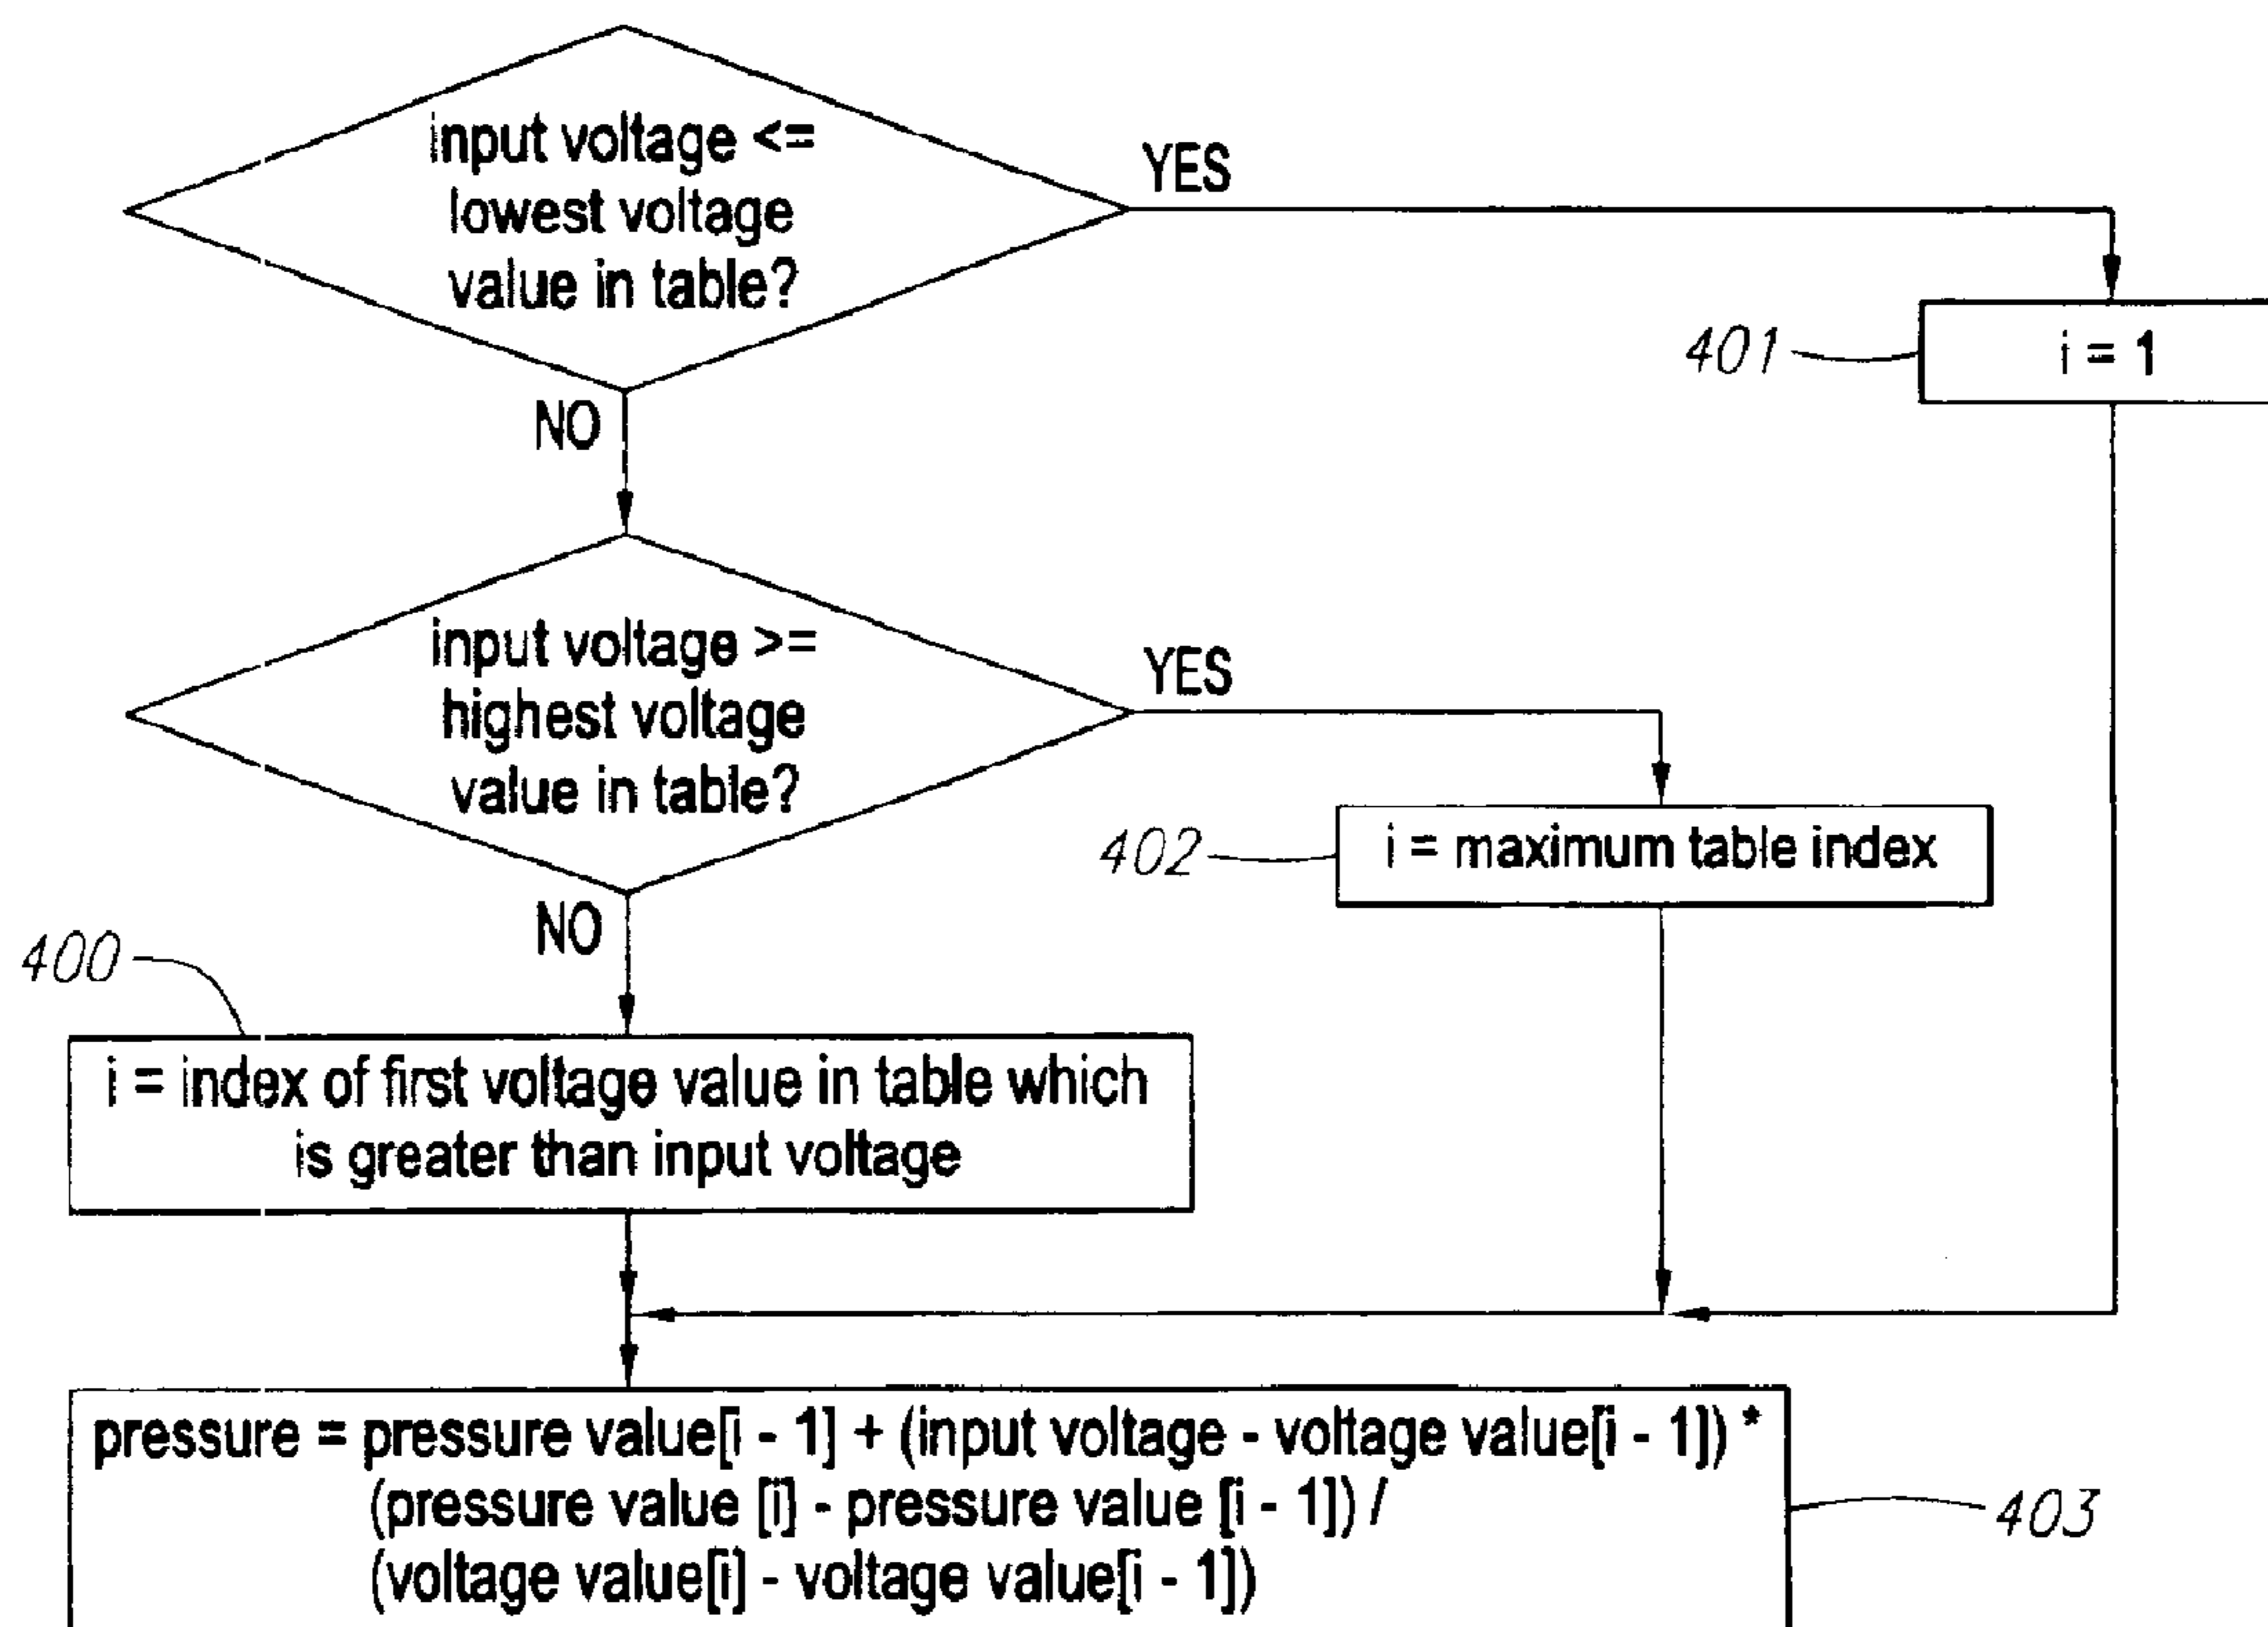 input voltage <=
lowest voltage
value in table?
YES
401
i = 1
NO
input voltage >=
highest voltage
value in table?
YES
402
i = maximum table index
NO
400
i = index of first voltage value in table which
is greater than input voltage
pressure = pressure value[i - 1] + (input voltage - voltage value[i - 1]) *
(pressure value [i] - pressure value [i - 1]) /
(voltage value[i] - voltage value[i - 1])
403